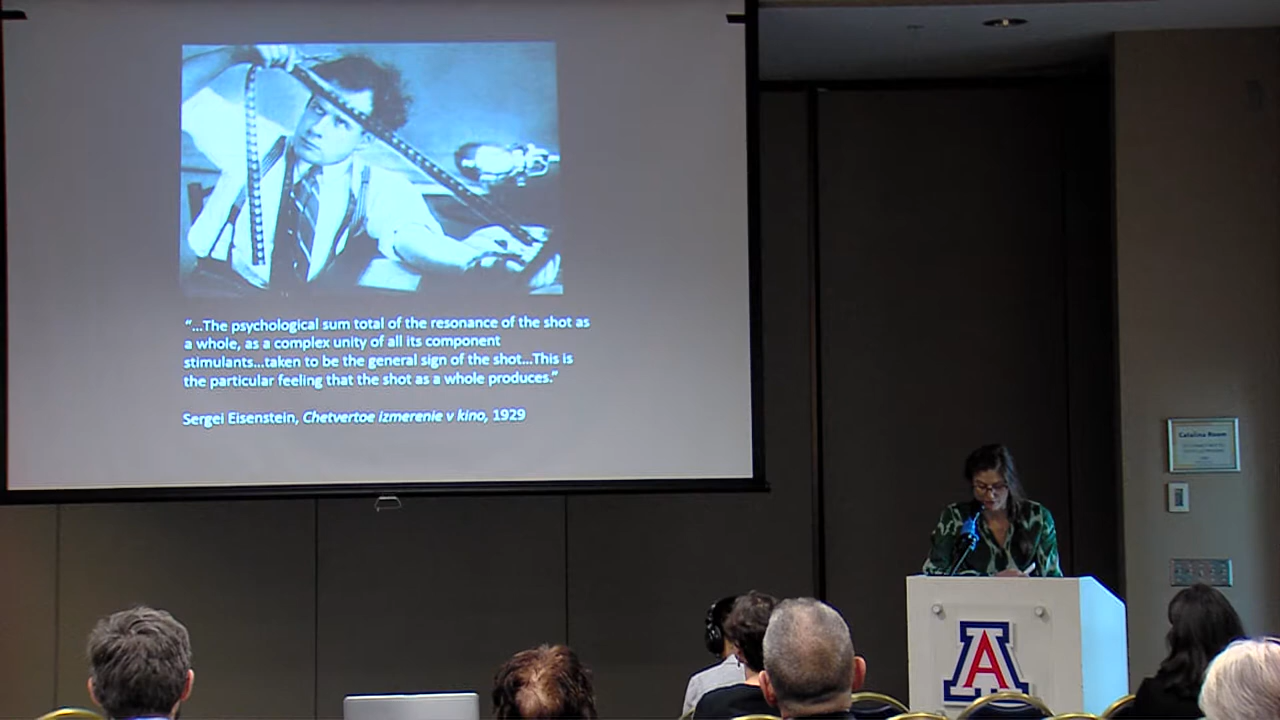 “...The psychological sum total of the resonance of the shot as
a whole, as a complex unity of all its component
stimulants...taken to be the general sign of the shot...This is
the particular feeling that the shot as a whole produces.”
Sergei Eisenstein, Chetvertoe izmerenie v kino, 1929
Catalina Room
A